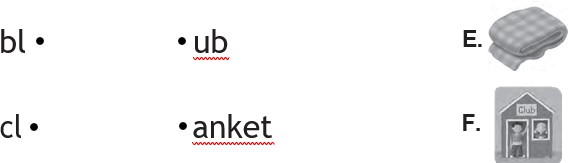 bl • • ub E.
Club
cl • • anket F.